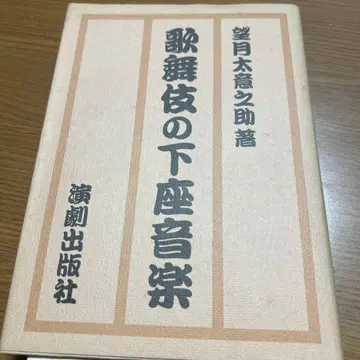 望月太意之助著
歌舞伎の下座音楽
演劇出版社